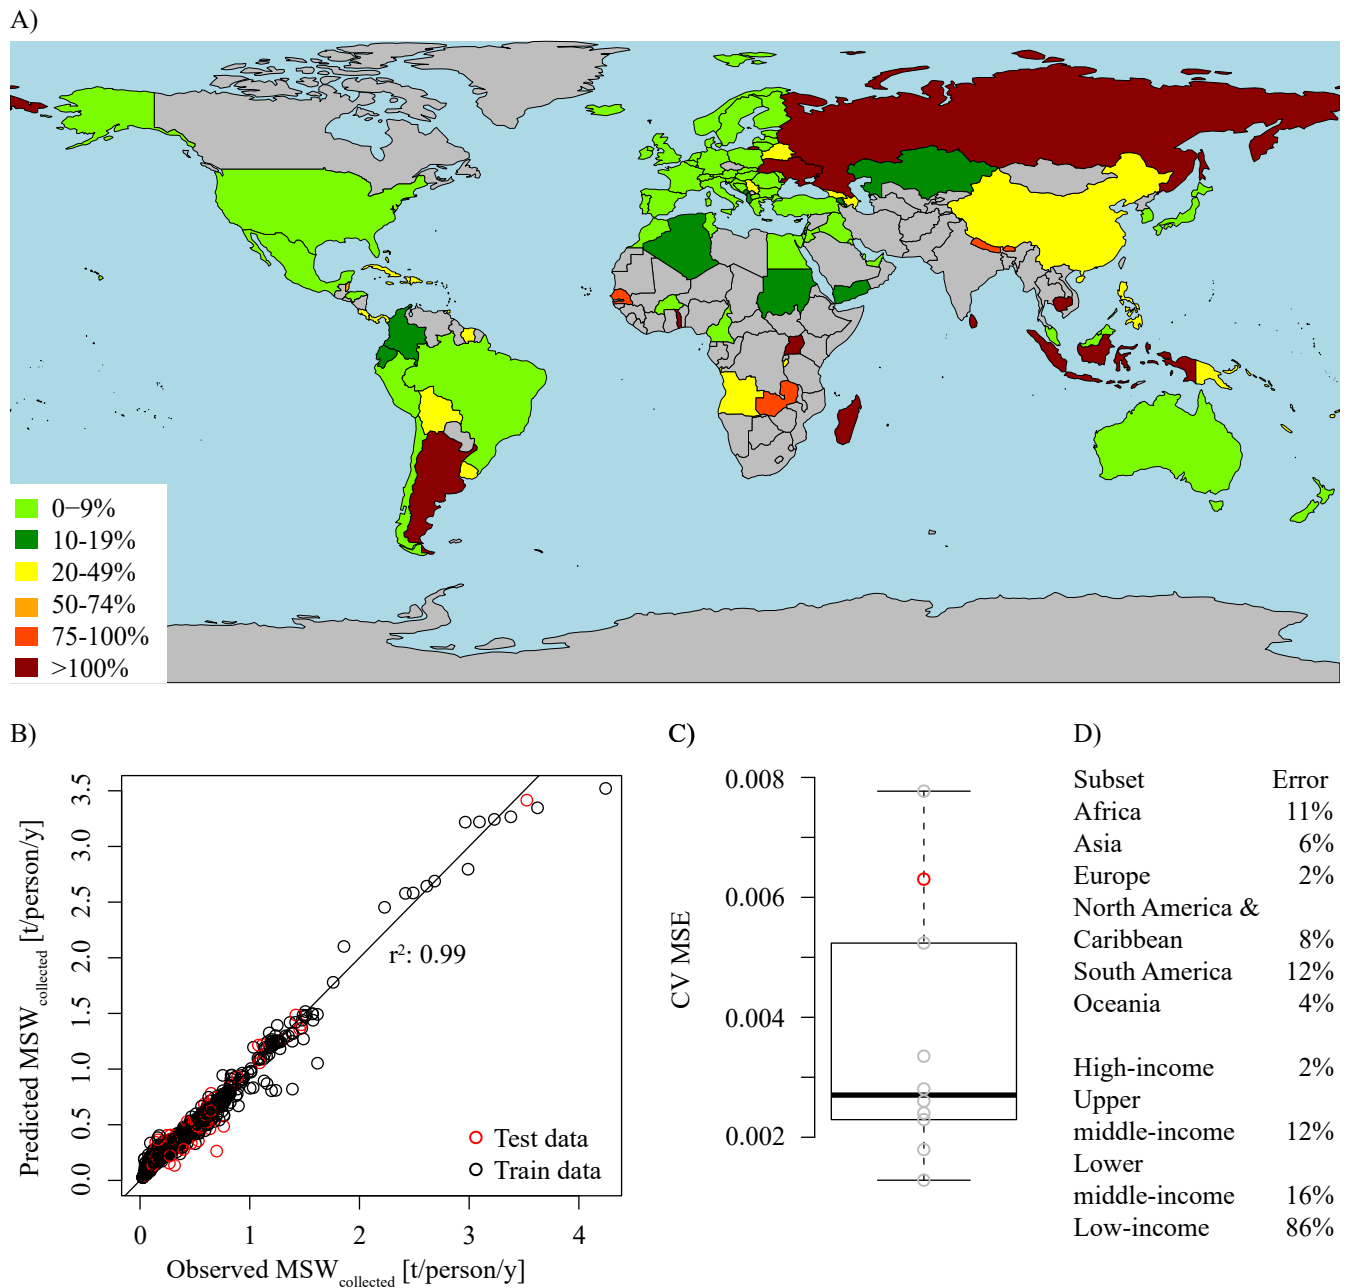 A)
0−9%
10-19%
20-49%
50-74%
75-100%
>100%
B)
3.5
3.0
2.5
2.0
1.5
1.0
0.5
0.0
Predicted MSWcollected [t/person/y]
r2: 0.99
Test data
Train data
0 1 2 3 4
Observed MSWcollected [t/person/y]
C)
0.008
0.006
0.004
0.002
CV MSE
D)
Subset Error
Africa 11%
Asia 6%
Europe 2%
North America &
Caribbean 8%
South America 12%
Oceania 4%
High-income 2%
Upper
middle-income 12%
Lower
middle-income 16%
Low-income 86%